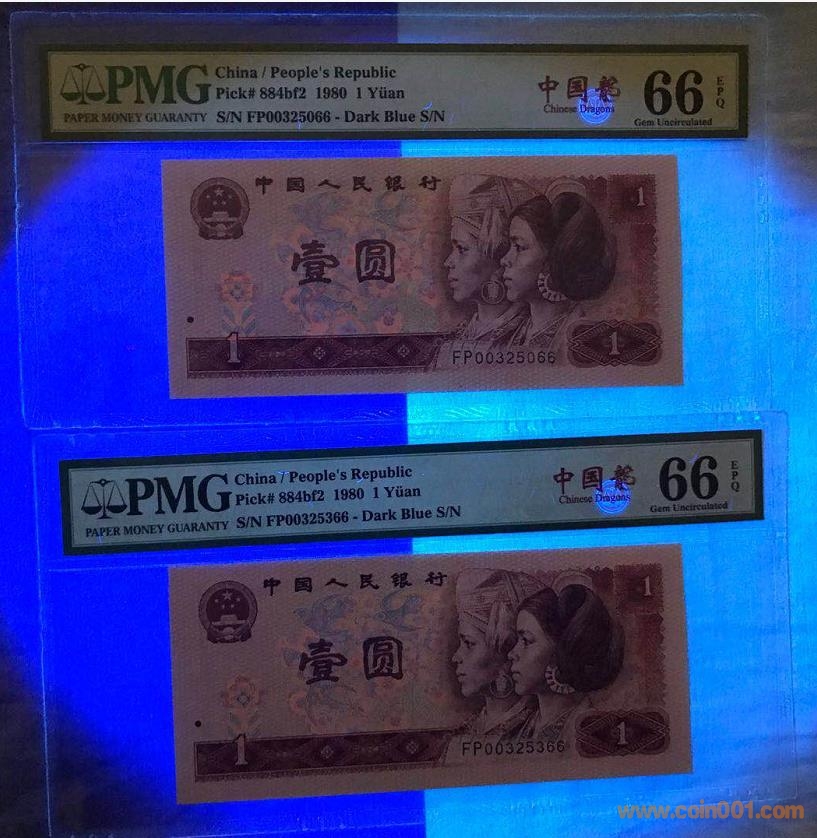 PMG
PAPER MONEY GUARANTY
China / People's Republic
Pick# 884bf2 1980 1 Yüan
S/N FP00325066 - Dark Blue S/N
中国龍
Chinese Dragons
66
EPQ
Gem Uncirculated
中国人民银行
1
壹圆
FP00325066
1
1
PMG
PAPER MONEY GUARANTY
China / People's Republic
Pick# 884bf2 1980 1 Yüan
S/N FP00325366 - Dark Blue S/N
中国龍
Chinese Dragons
66
EPQ
Gem Uncirculated
中国人民银行
1
壹圆
FP00325366
1
1
www.coin001.com